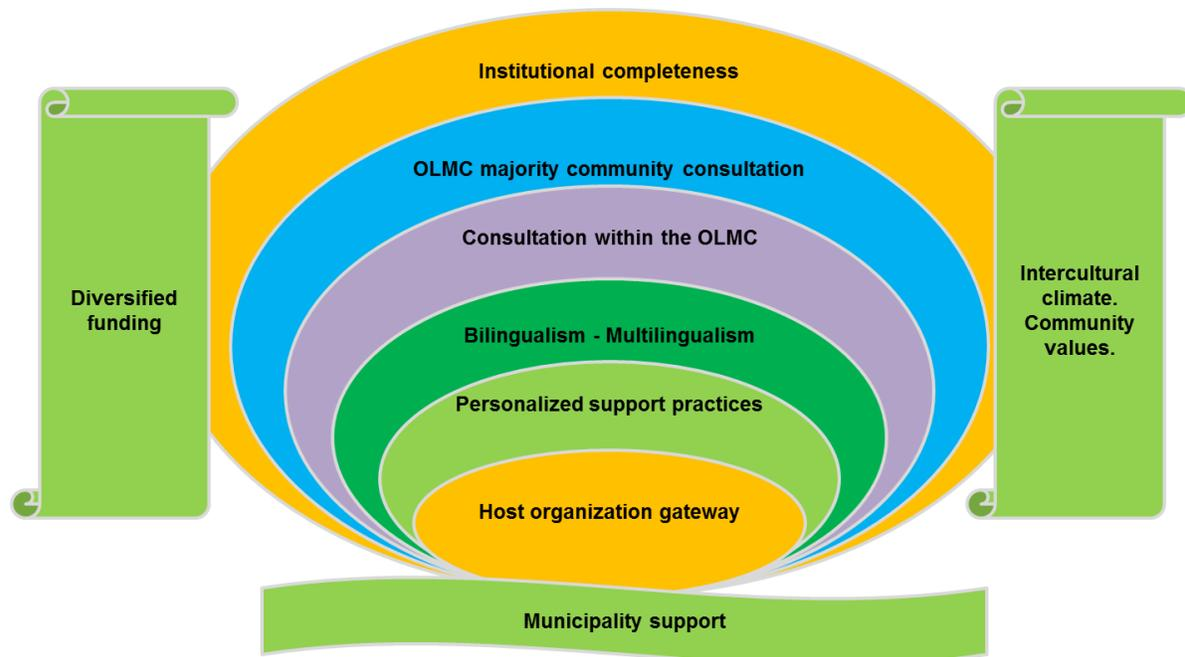 Institutional completeness
OLMC majority community consultation
Consultation within the OLMC
Bilingualism - Multilingualism
Personalized support practices
Host organization gateway
Diversified
funding
Intercultural
climate.
Community
values.
Municipality support